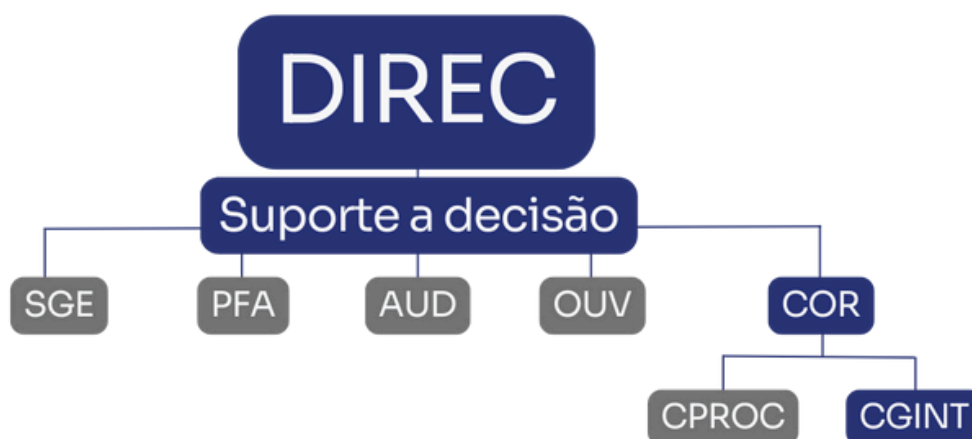 DIREC
Suporte a decisão
SGE
PFA
AUD
OUV
COR
CPROC
CGINT